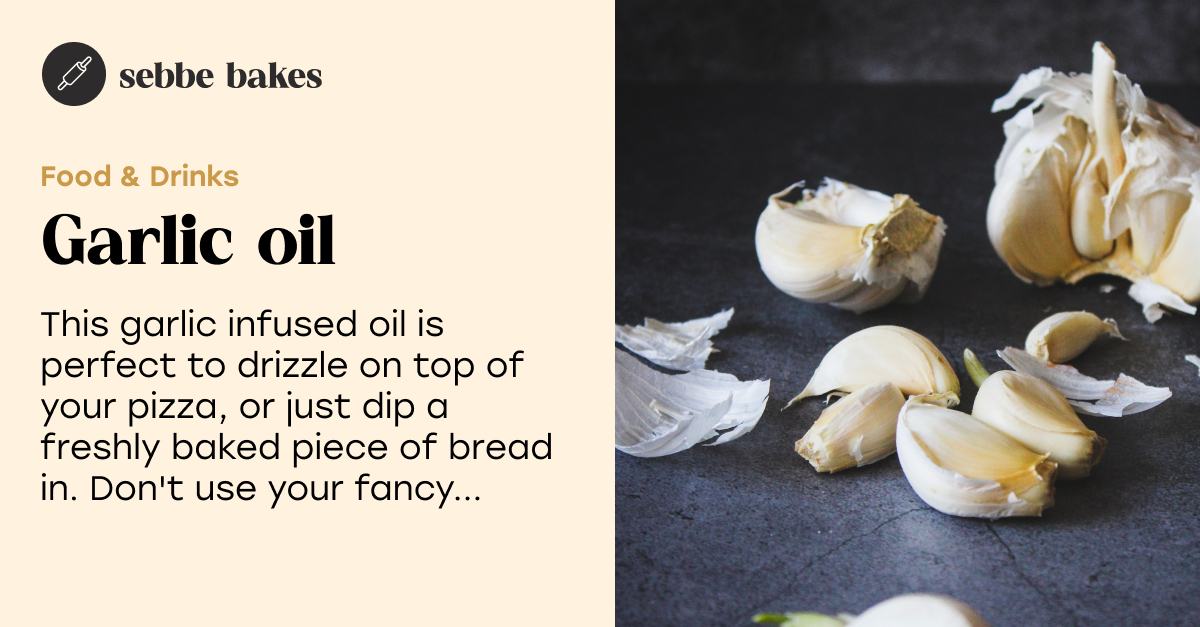 sebbe bakes
Food & Drinks
Garlic oil
This garlic infused oil is
perfect to drizzle on top of
your pizza, or just dip a
freshly baked piece of bread
in. Don't use your fancy...